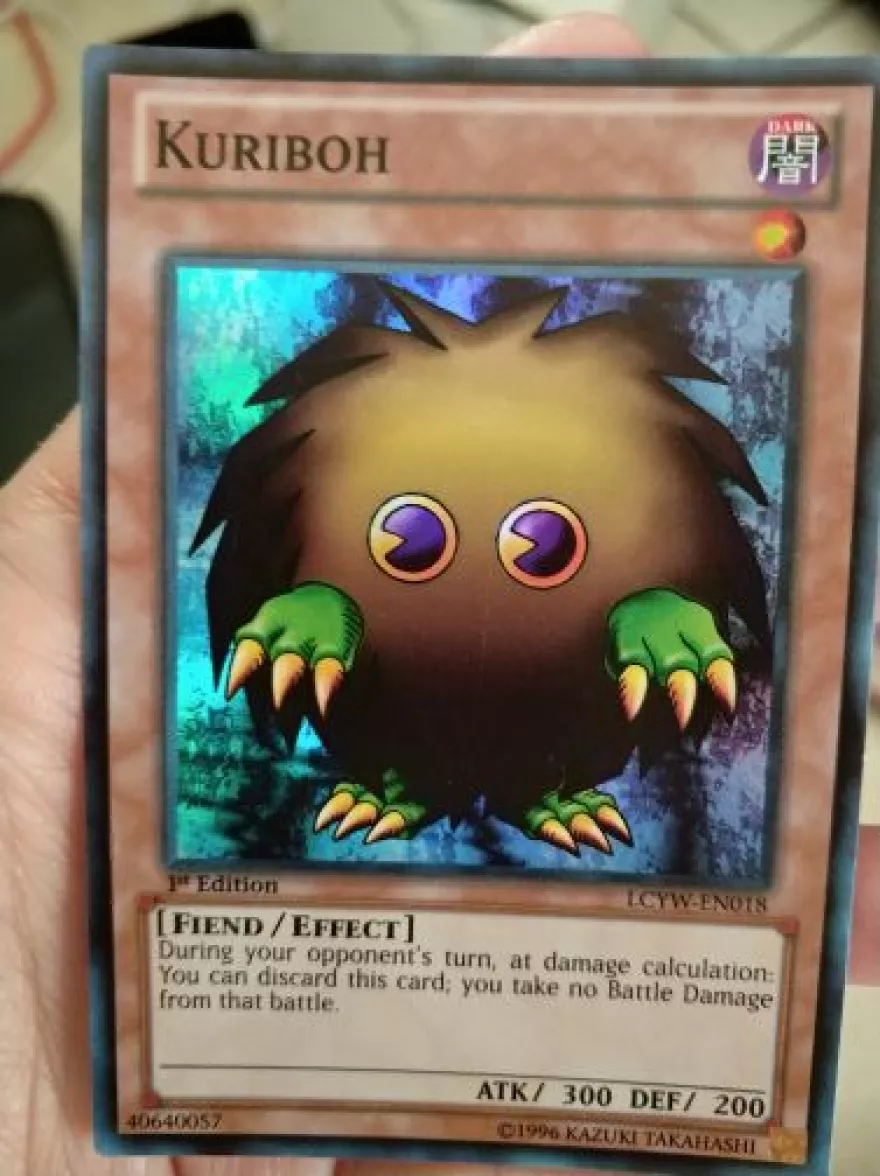 KURIBOH
DARK
闇
1st Edition
LCYW-EN018
[FIEND/EFFECT]
During your opponent's turn, at damage calculation:
You can discard this card; you take no Battle Damage
from that battle.
ATK/ 300 DEF/ 200
40640057
©1996 KAZUKI TAKAHASHI